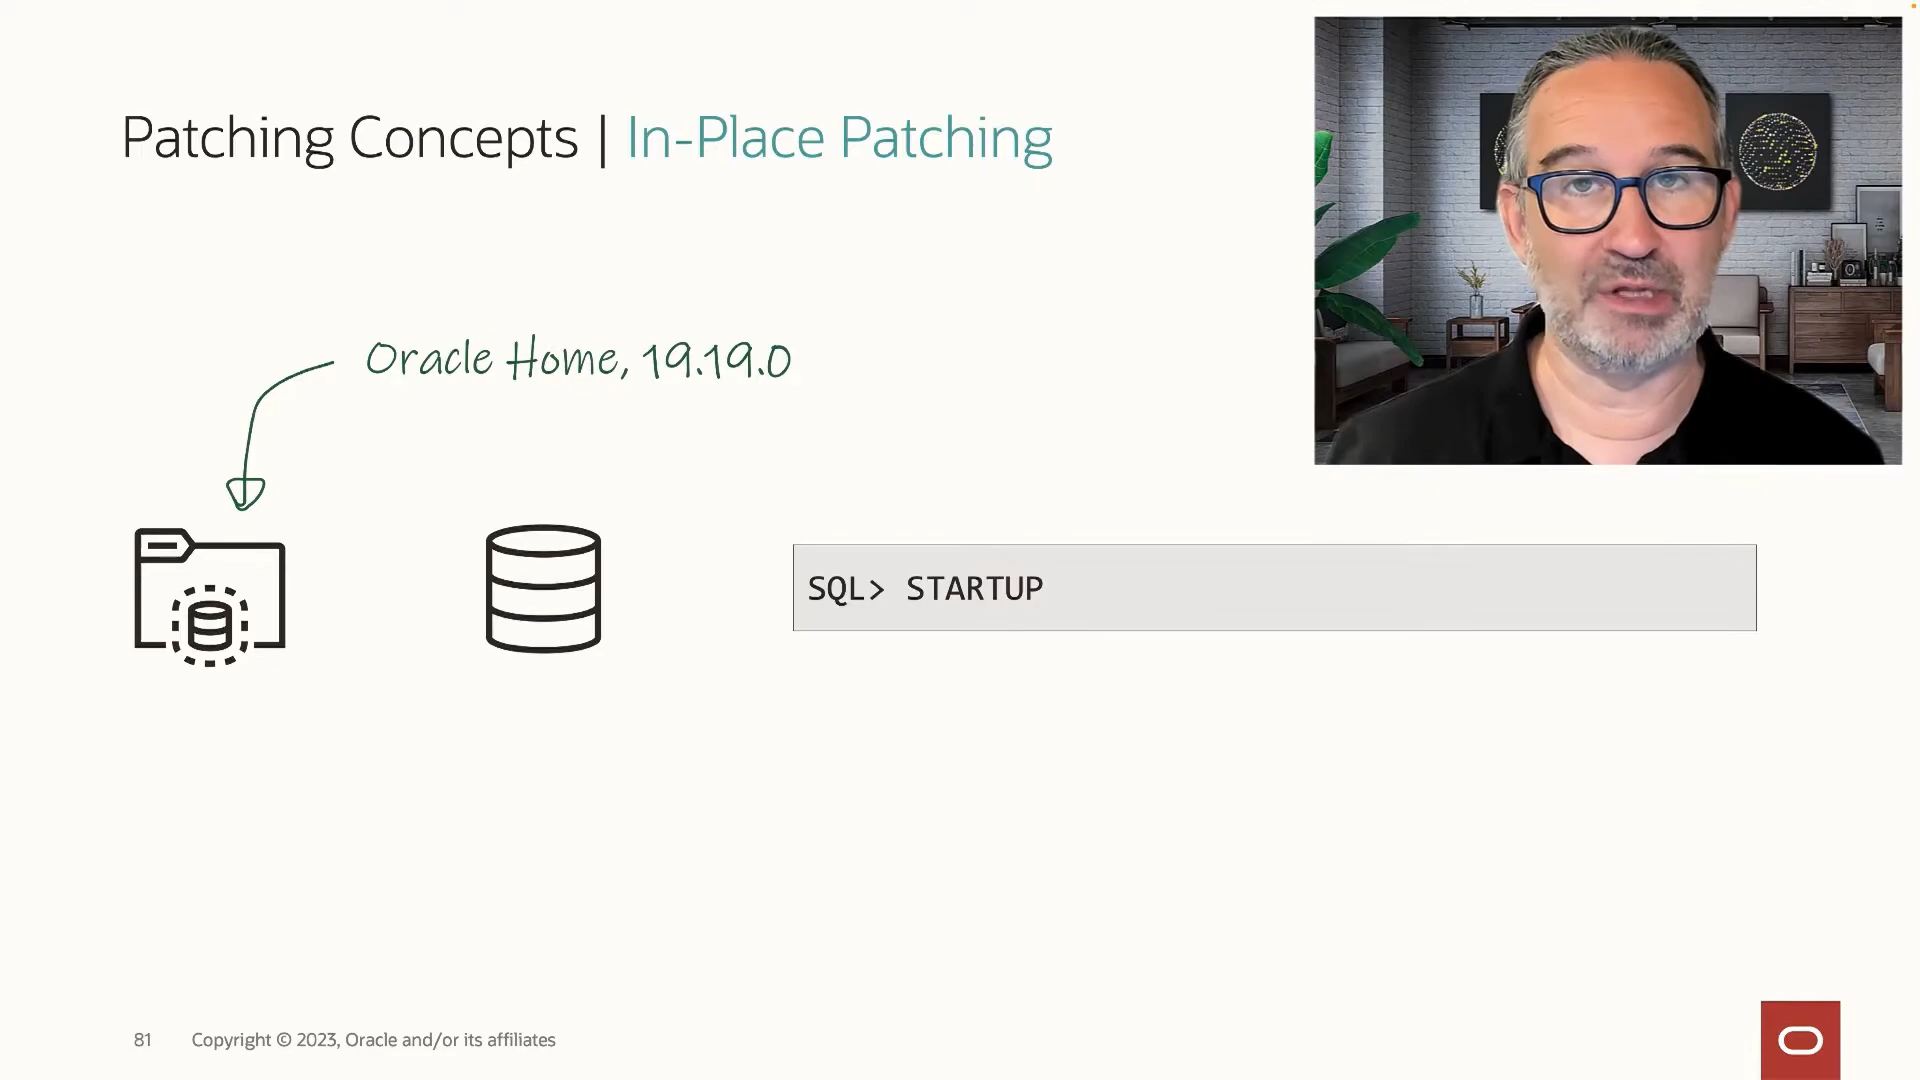 Patching Concepts | In-Place Patching
Oracle Home, 19.19.0
SQL> STARTUP
81 Copyright © 2023, Oracle and/or its affiliates